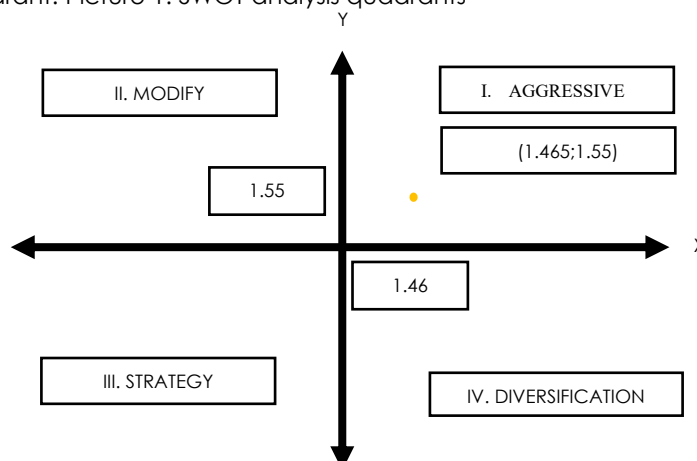 Picture 1. SWOT analysis quadrants
Y
II. MODIFY
I. AGGRESSIVE
(1.465;1.55)
1.55
X
1.46
III. STRATEGY
IV. DIVERSIFICATION